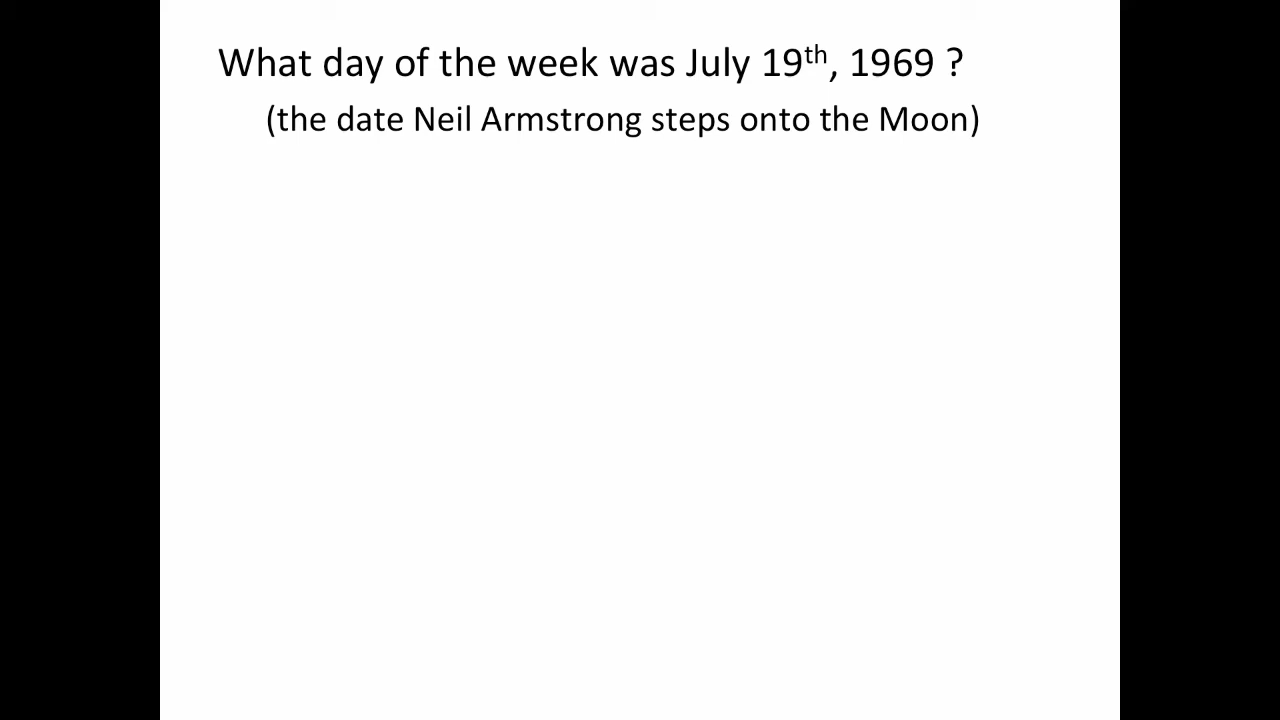 What day of the week was July 19th, 1969 ?
(the date Neil Armstrong steps onto the Moon)